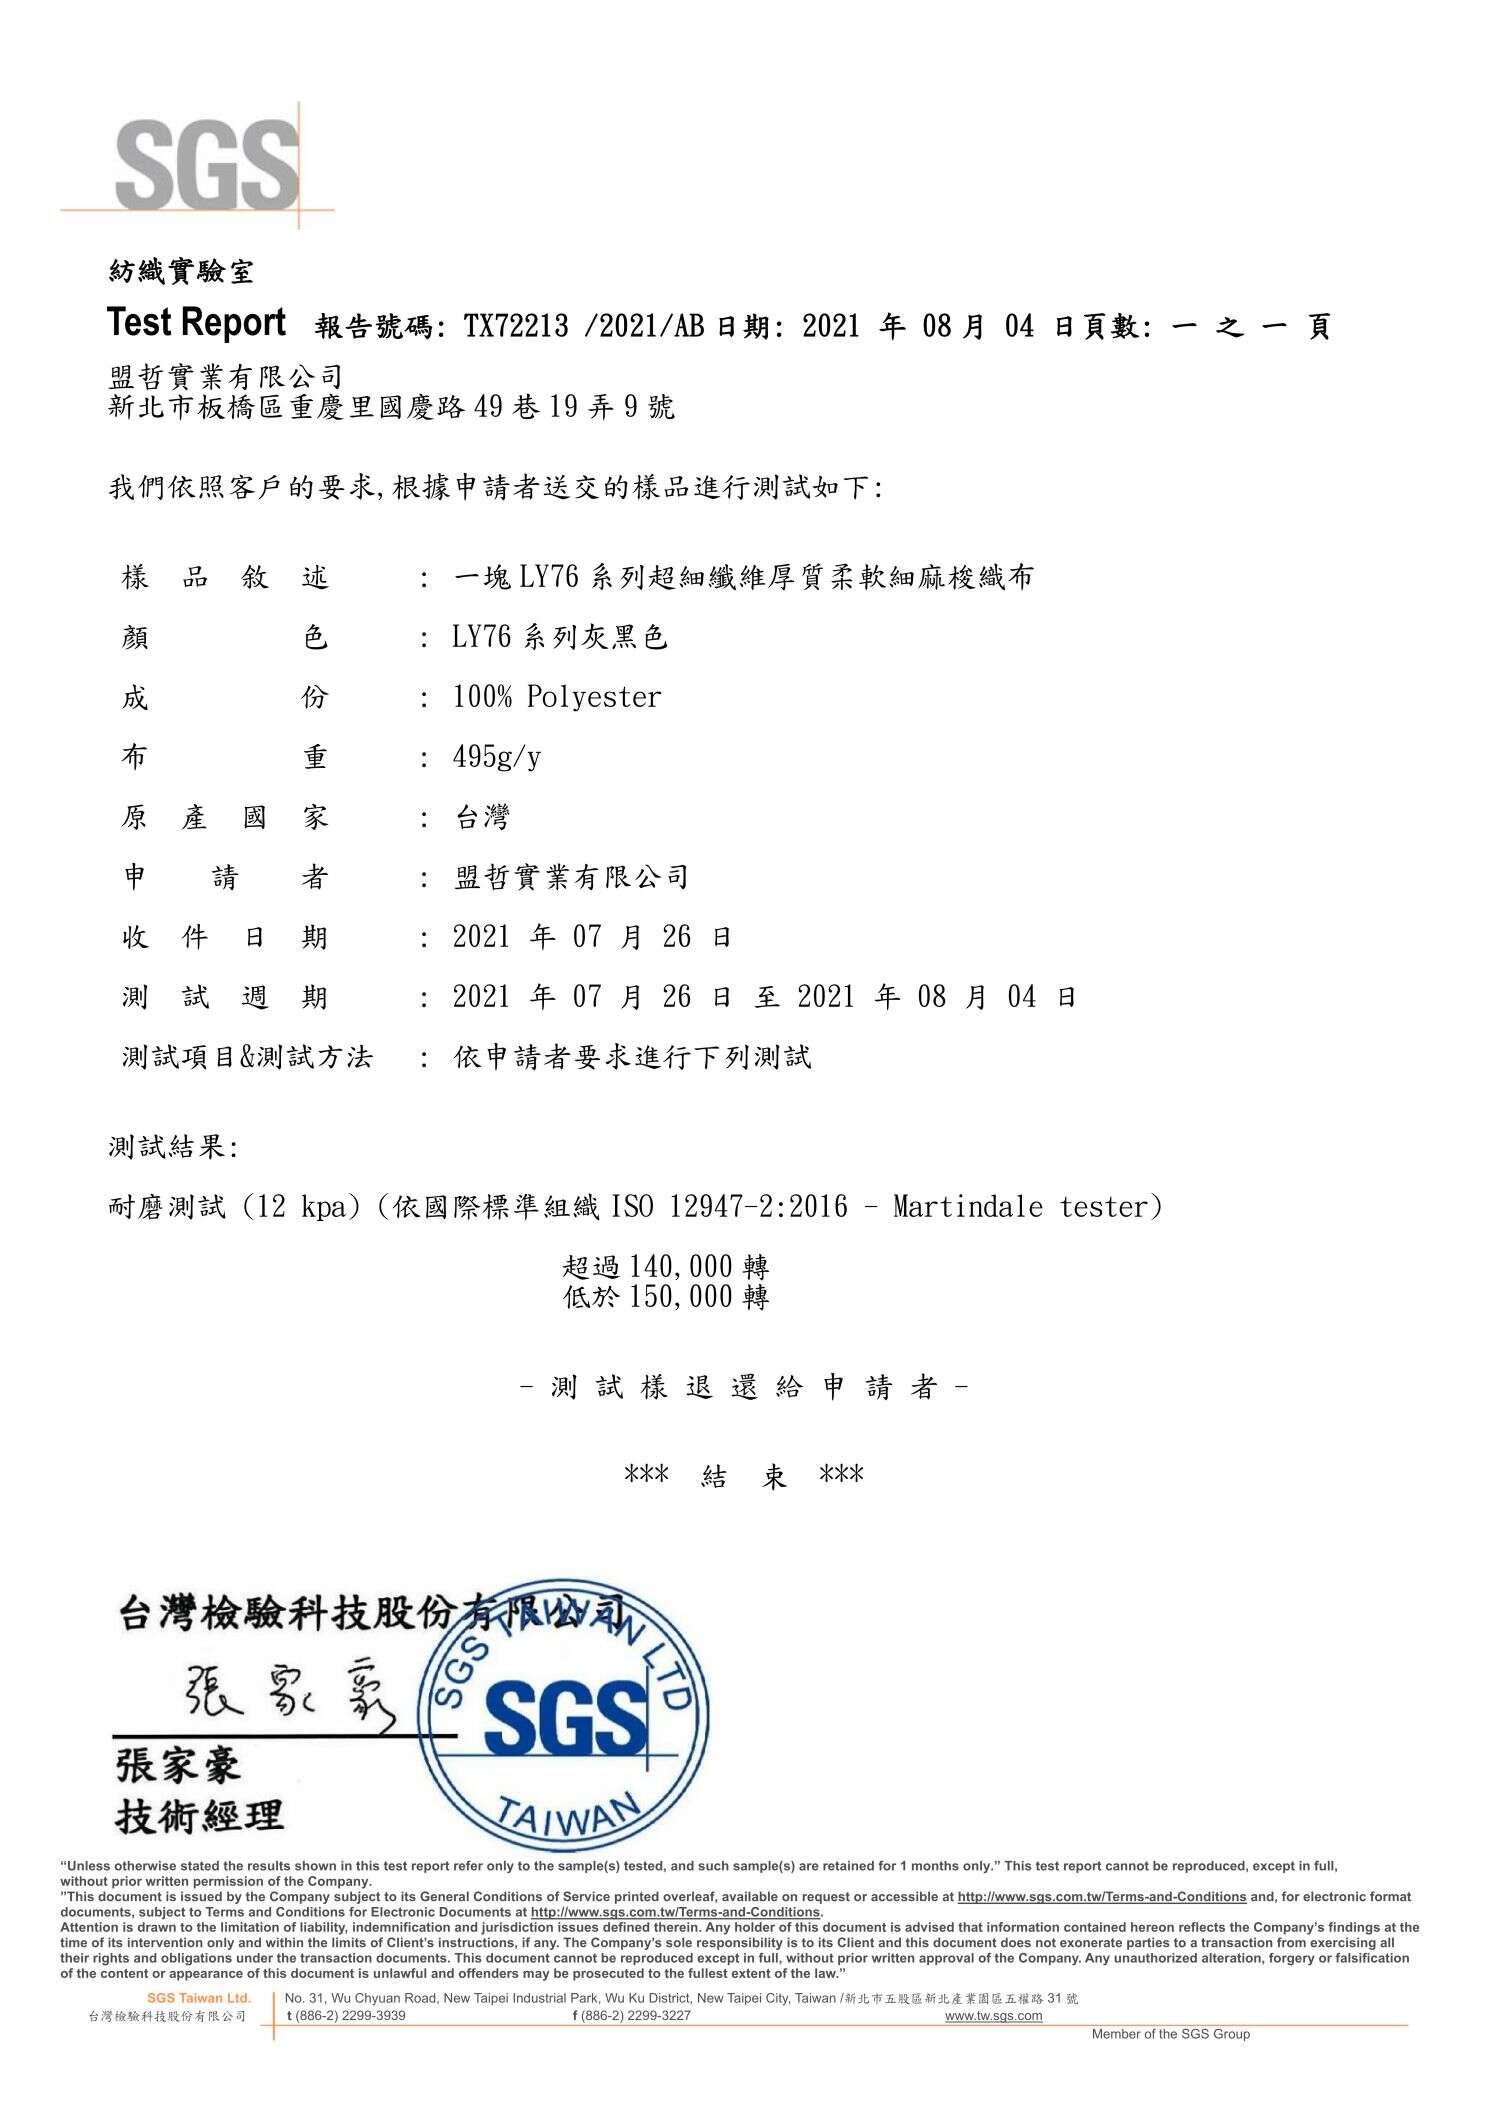 SGS
紡織實驗室
Test Report 報告號碼: TX72213 /2021/AB 日期: 2021 年 08 月 04 日 頁數: 一 之 一 頁
盟哲實業有限公司
新北市板橋區重慶里國慶路 49 巷 19 弄 9 號
我們依照客戶的要求,根據申請者送交的樣品進行測試如下:
樣品敘述 : 一塊 LY76 系列超細纖維厚質柔軟細麻梭織布
顏色 : LY76 系列灰黑色
成份 : 100% Polyester
布重 : 495g/y
原產國家 : 台灣
申請者 : 盟哲實業有限公司
收件日期 : 2021 年 07 月 26 日
測試週期 : 2021 年 07 月 26 日 至 2021 年 08 月 04 日
測試項目&測試方法 : 依申請者要求進行下列測試
測試結果:
耐磨測試 (12 kpa) (依國際標準組織 ISO 12947-2:2016 - Martindale tester)
超過 140,000 轉
低於 150,000 轉
- 測 試 樣 退 還 給 申 請 者 -
*** 結 束 ***
台灣檢驗科技股份有限公司
張家豪
SGS TAIWAN LTD
SGS
TAIWAN
張家豪
技術經理
“Unless otherwise stated the results shown in this test report refer only to the sample(s) tested, and such sample(s) are retained for 1 months only.” This test report cannot be reproduced, except in full,
without prior written permission of the Company.
”This document is issued by the Company subject to its General Conditions of Service printed overleaf, available on request or accessible at http://www.sgs.com.tw/Terms-and-Conditions and, for electronic format
documents, subject to Terms and Conditions for Electronic Documents at http://www.sgs.com.tw/Terms-and-Conditions.
Attention is drawn to the limitation of liability, indemnification and jurisdiction issues defined therein. Any holder of this document is advised that information contained hereon reflects the Company’s findings at the
time of its intervention only and within the limits of Client's instructions, if any. The Company’s sole responsibility is to its Client and this document does not exonerate parties to a transaction from exercising all
their rights and obligations under the transaction documents. This document cannot be reproduced except in full, without prior written approval of the Company. Any unauthorized alteration, forgery or falsification
of the content or appearance of this document is unlawful and offenders may be prosecuted to the fullest extent of the law.”
SGS Taiwan Ltd. No. 31, Wu Chyuan Road, New Taipei Industrial Park, Wu Ku District, New Taipei City, Taiwan /新北市五股區新北產業園區五權路 31 號
台灣檢驗科技股份有限公司 t (886-2) 2299-3939 f (886-2) 2299-3227 www.tw.sgs.com
Member of the SGS Group